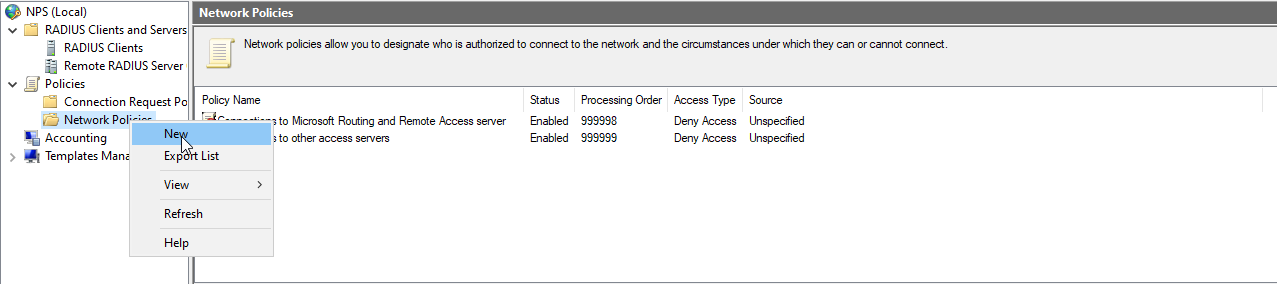 NPS (Local)
RADIUS Clients and Servers
RADIUS Clients
Remote RADIUS Server
Policies
Connection Request Po
Network Policies
Accounting
Templates Mana
New
Export List
View
Refresh
Help
Network Policies
Network policies allow you to designate who is authorized to connect to the network and the circumstances under which they can or cannot connect.
Policy Name Status Processing Order Access Type Source
Connections to Microsoft Routing and Remote Access server Enabled 999998 Deny Access Unspecified
to other access servers Enabled 999999 Deny Access Unspecified